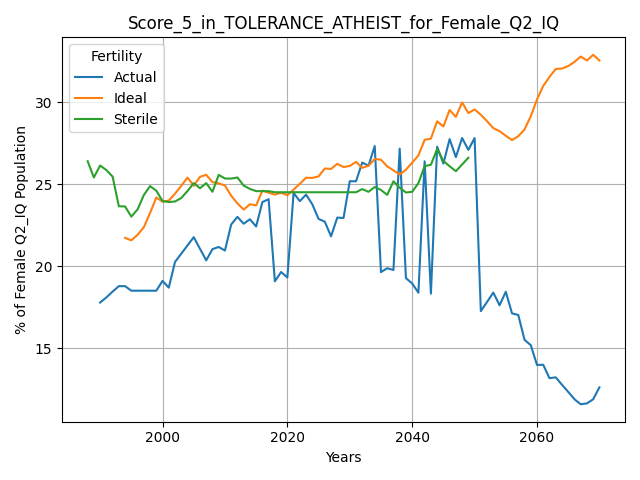 Score_5_in_TOLERANCE_ATHEIST_for_Female_Q2_IQ
Fertility
Actual
Ideal
Sterile
% of Female Q2_IQ Population
30
25
20
15
2000 2020 2040 2060
Years